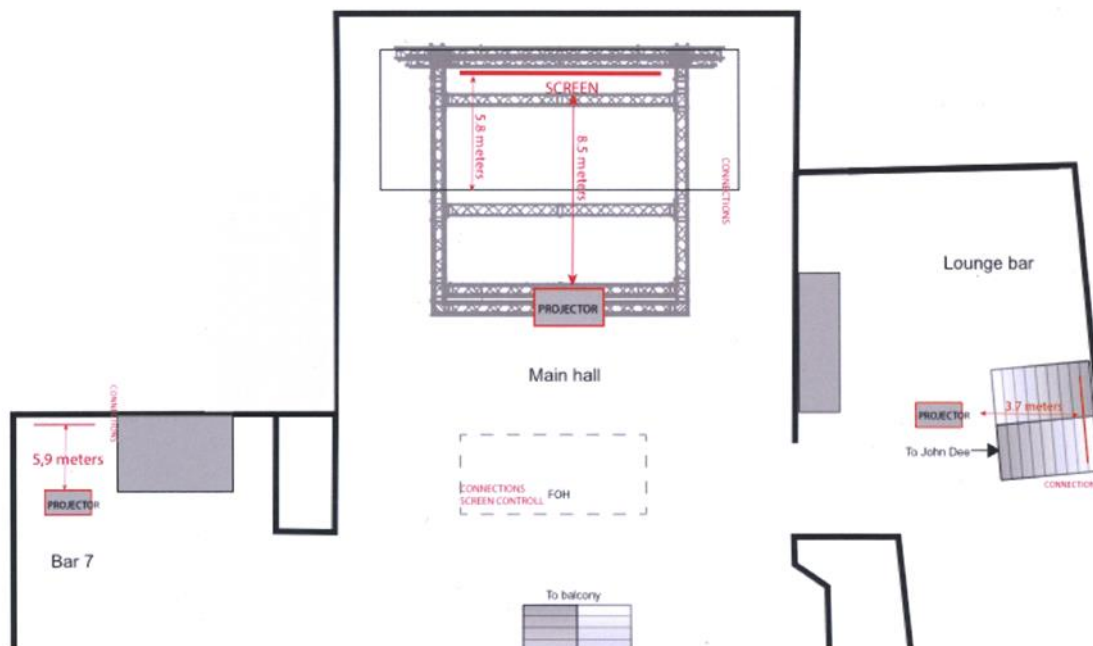 SCREEN
5.8 meters
8.5 meters
CONNECTIONS
PROJECTOR
Main hall
Lounge bar
PROJECTOR
3.7 meters
To John Dee
CONNECTION
CONNECTIONS
5,9 meters
PROJECTOR
Bar 7
CONNECTIONS
SCREEN CONTROLL FOH
To balcony